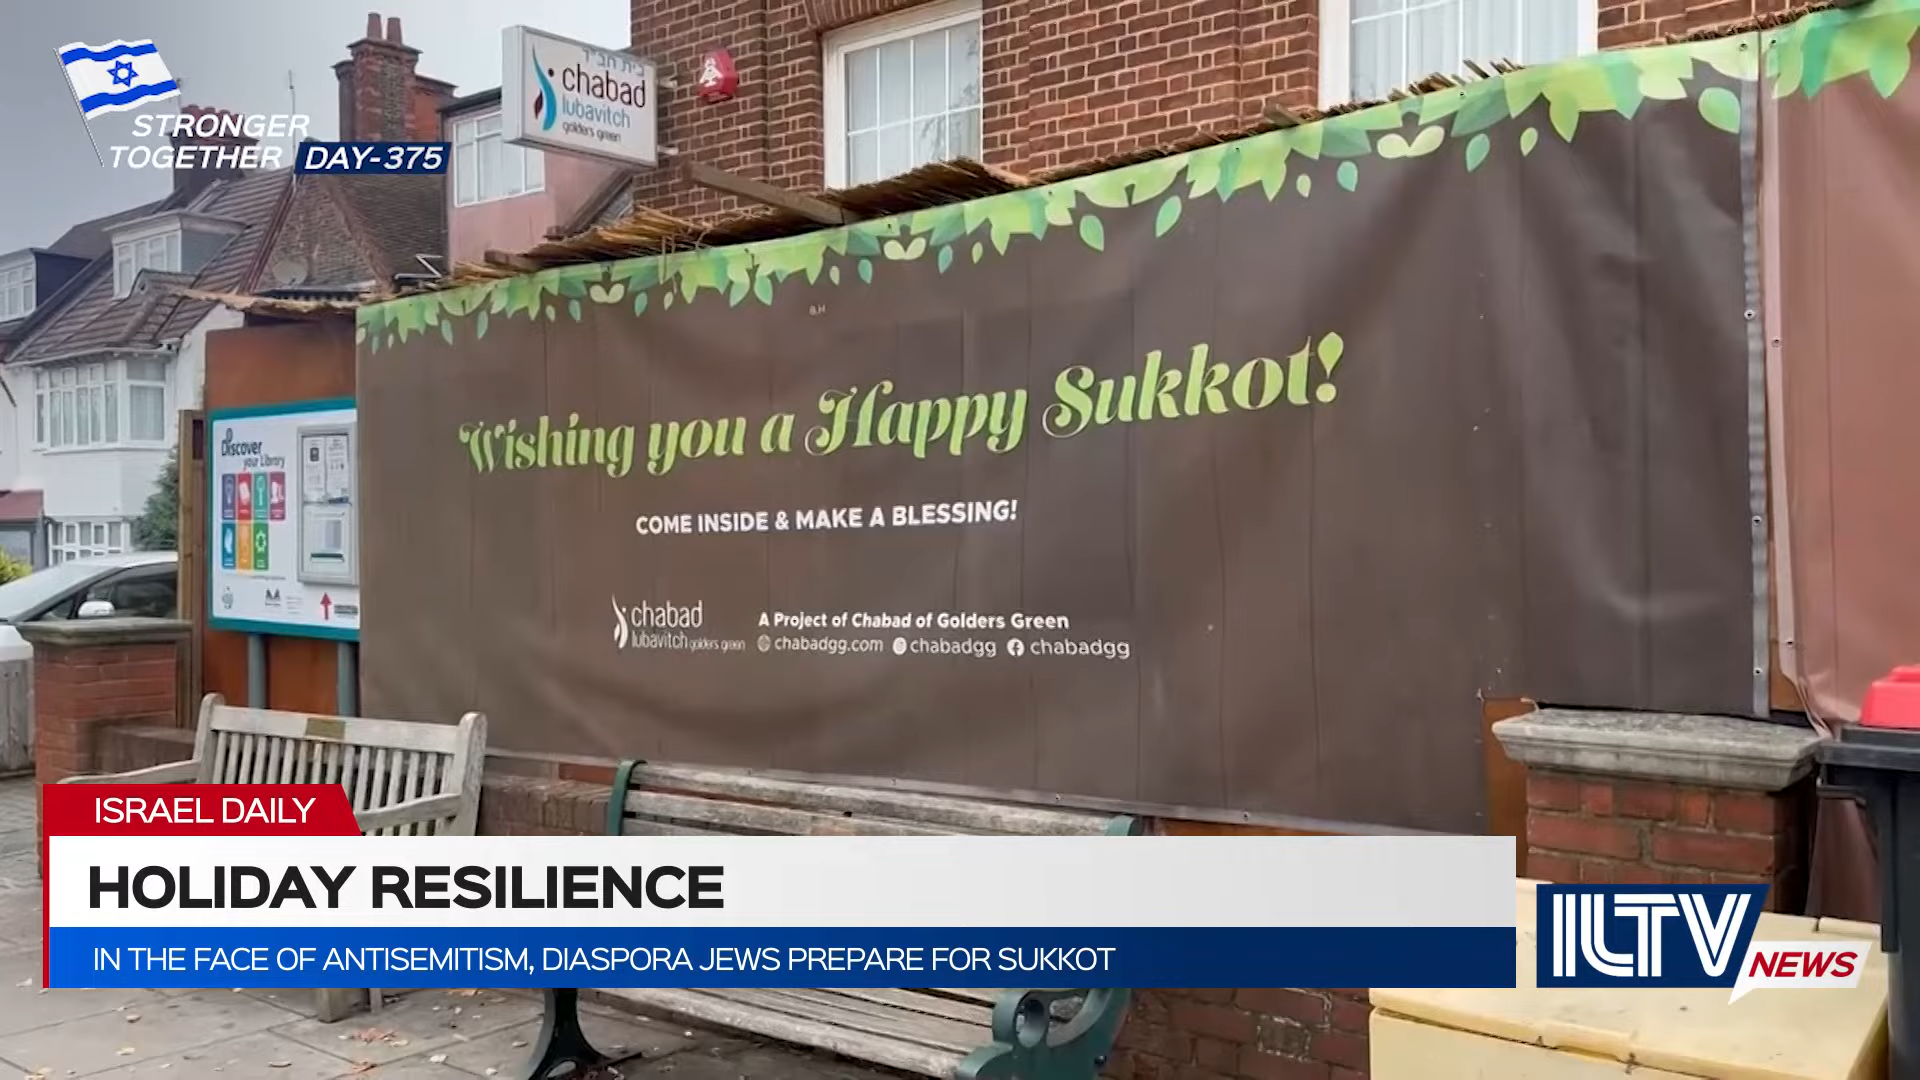 STRONGER
TOGETHER DAY-375
בית חב"ד
chabad
lubavitch
golders green
B.H
Wishing you a Happy Sukkot!
COME INSIDE & MAKE A BLESSING!
chabad
lubavitch golders green
A Project of Chabad of Golders Green
chabadgg.com chabadgg chabadgg
Discover
your Library
ISRAEL DAILY
HOLIDAY RESILIENCE
IN THE FACE OF ANTISEMITISM, DIASPORA JEWS PREPARE FOR SUKKOT
ILTV NEWS